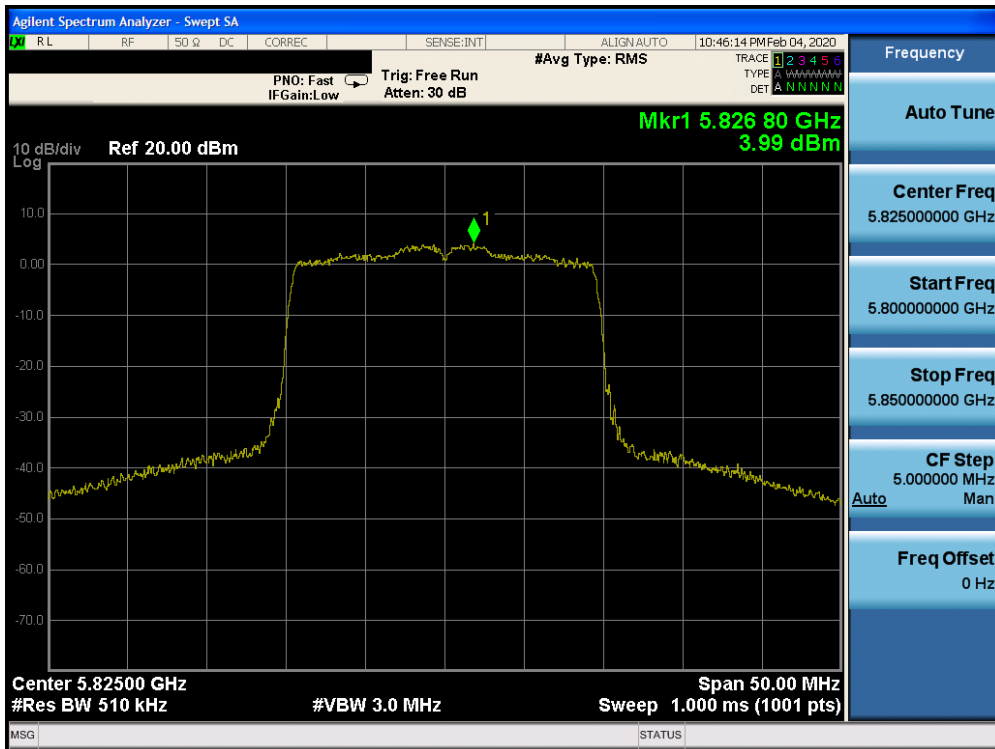 Agilent Spectrum Analyzer - Swept SA
LXI RL RF 50 Ω DC CORREC SENSE:INT ALIGN AUTO 10:46:14 PM Feb 04, 2020
#Avg Type: RMS
TRACE 1 2 3 4 5 6
PNO: Fast Trig: Free Run TYPE A WWWWW
IFGain:Low Atten: 30 dB DET A N N N N N
Mkr1 5.826 80 GHz
3.99 dBm
10 dB/div Ref 20.00 dBm
Log
1
10.0
0.00
-10.0
-20.0
-30.0
-40.0
-50.0
-60.0
-70.0
Center 5.82500 GHz Span 50.00 MHz
#Res BW 510 kHz #VBW 3.0 MHz Sweep 1.000 ms (1001 pts)
MSG STATUS
Frequency
Auto Tune
Center Freq
5.825000000 GHz
Start Freq
5.800000000 GHz
Stop Freq
5.850000000 GHz
CF Step
5.000000 MHz
Auto Man
Freq Offset
0 Hz